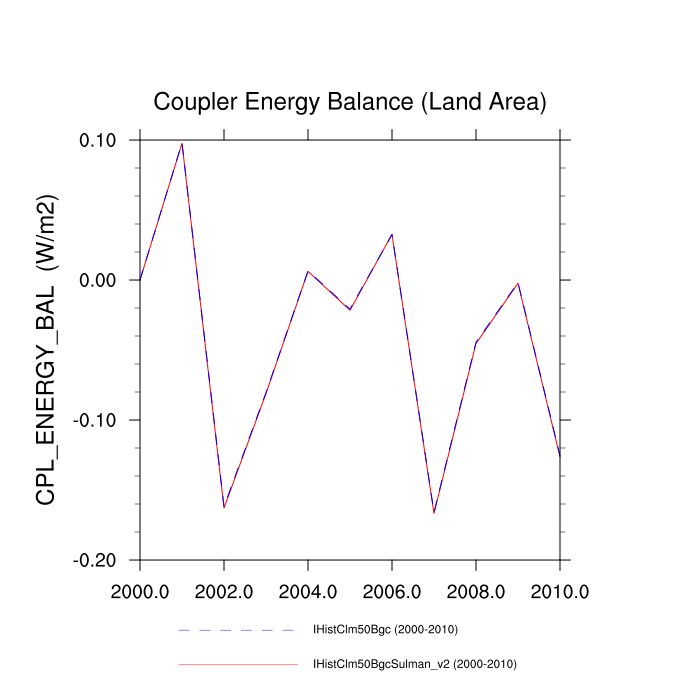 Coupler Energy Balance (Land Area)
CPL_ENERGY_BAL (W/m2)
0.10
0.00
-0.10
-0.20
2000.0 2002.0 2004.0 2006.0 2008.0 2010.0
IHistClm50Bgc (2000-2010)
IHistClm50BgcSulman_v2 (2000-2010)